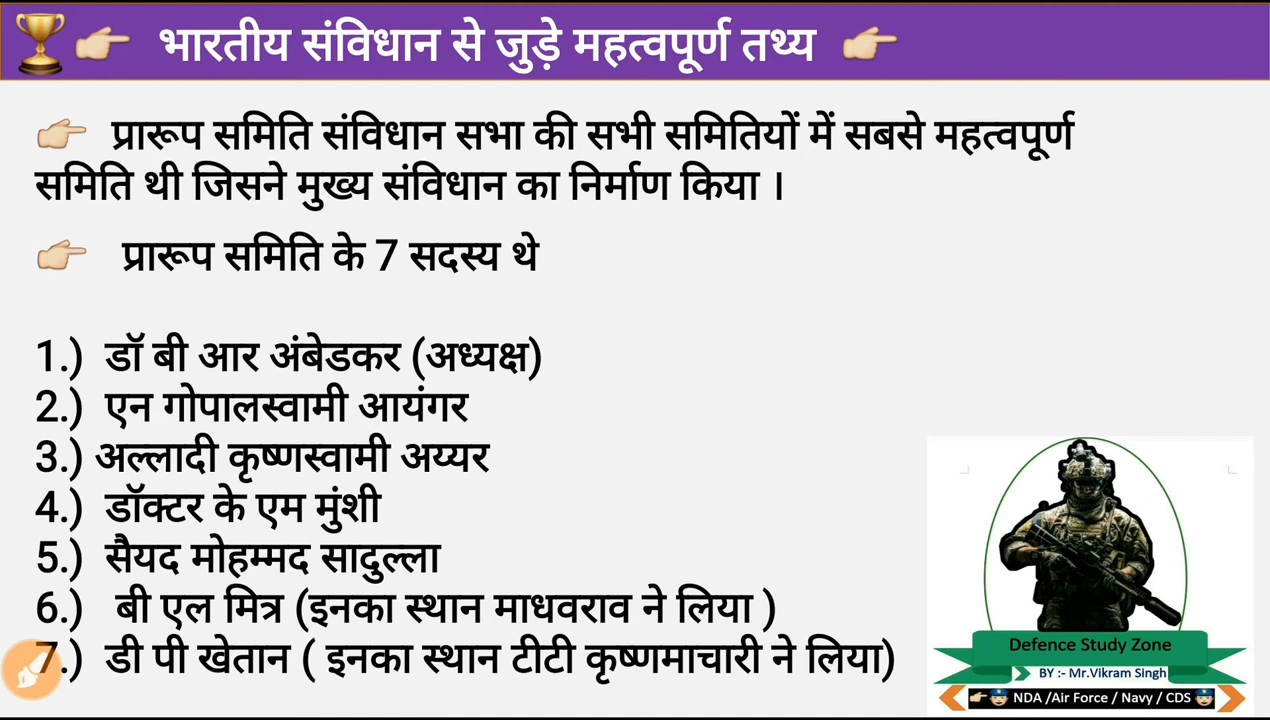 भारतीय संविधान से जुड़े महत्वपूर्ण तथ्य
प्रारूप समिति संविधान सभा की सभी समितियों में सबसे महत्वपूर्ण
समिति थी जिसने मुख्य संविधान का निर्माण किया ।
प्रारूप समिति के 7 सदस्य थे
1.) डॉ बी आर अंबेडकर (अध्यक्ष)
2.) एन गोपालस्वामी आयंगर
3.) अल्लादी कृष्णस्वामी अय्यर
4.) डॉक्टर के एम मुंशी
5.) सैयद मोहम्मद सादुल्ला
6.) बी एल मित्र (इनका स्थान माधवराव ने लिया )
7.) डी पी खेतान ( इनका स्थान टीटी कृष्णमाचारी ने लिया)
Defence Study Zone
BY :- Mr.Vikram Singh
NDA /Air Force / Navy / CDS